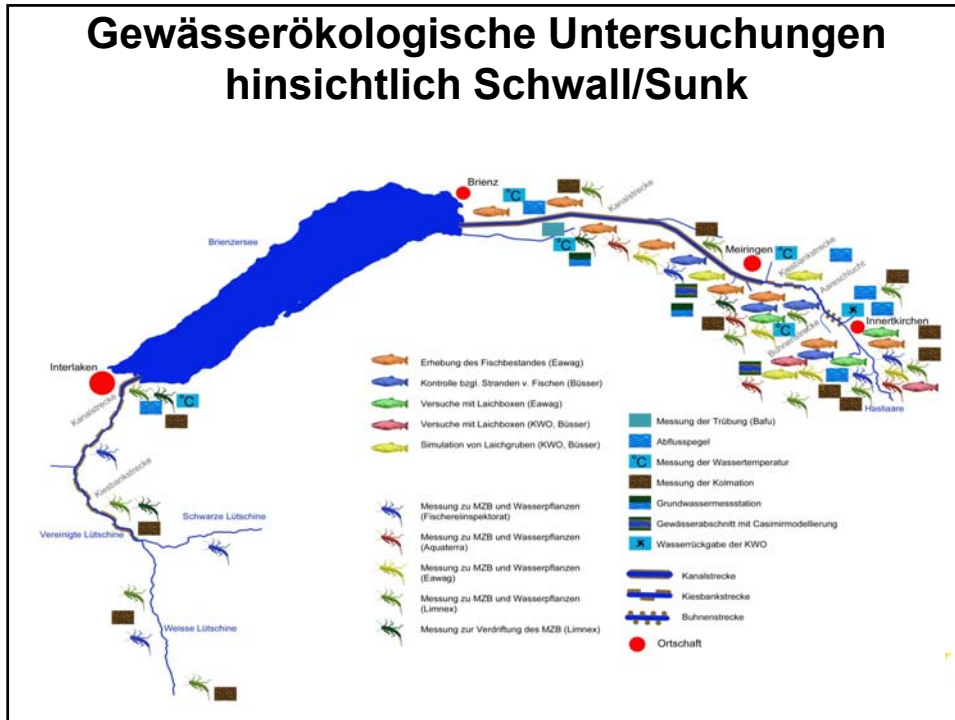 Gewässerökologische Untersuchungen
hinsichtlich Schwall/Sunk
Brienz
°C
Kanalstrecke
Brienzersee
°C
Meiringen
°C
Kiesbankstrecke
Aareschlucht
Innertkirchen
°C
Buhnenstrecke
Hasliaare
Interlaken
Kanalstrecke
°C
Kiesbankstrecke
Schwarze Lütschine
Vereinigte Lütschine
Weisse Lütschine
Erhebung des Fischbestandes (Eawag)
Kontrolle bzgl. Stranden v. Fischen (Büsser)
Versuche mit Laichboxen (Eawag)
Versuche mit Laichboxen (KWO, Büsser)
Simulation von Laichgruben (KWO, Büsser)
Messung zu MZB und Wasserpflanzen
(Fischereinspektorat)
Messung zu MZB und Wasserpflanzen
(Aquaterra)
Messung zu MZB und Wasserpflanzen
(Eawag)
Messung zu MZB und Wasserpflanzen
(Limnex)
Messung zur Verdriftung des MZB (Limnex)
Messung der Trübung (Bafu)
Abflusspegel
°C
Messung der Wassertemperatur
Messung der Kolmation
Grundwassermessstation
Gewässerabschnitt mit Casimirmodellierung
Wasserrückgabe der KWO
Kanalstrecke
Kiesbankstrecke
Buhnenstrecke
Ortschaft